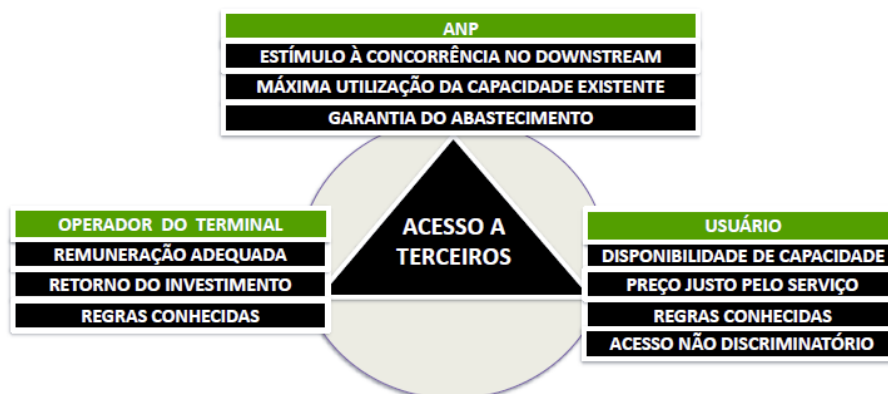 ANP
ESTÍMULO À CONCORRÊNCIA NO DOWNSTREAM
MÁXIMA UTILIZAÇÃO DA CAPACIDADE EXISTENTE
GARANTIA DO ABASTECIMENTO
OPERADOR DO TERMINAL
REMUNERAÇÃO ADEQUADA
RETORNO DO INVESTIMENTO
REGRAS CONHECIDAS
ACESSO A
TERCEIROS
USUÁRIO
DISPONIBILIDADE DE CAPACIDADE
PREÇO JUSTO PELO SERVIÇO
REGRAS CONHECIDAS
ACESSO NÃO DISCRIMINATÓRIO